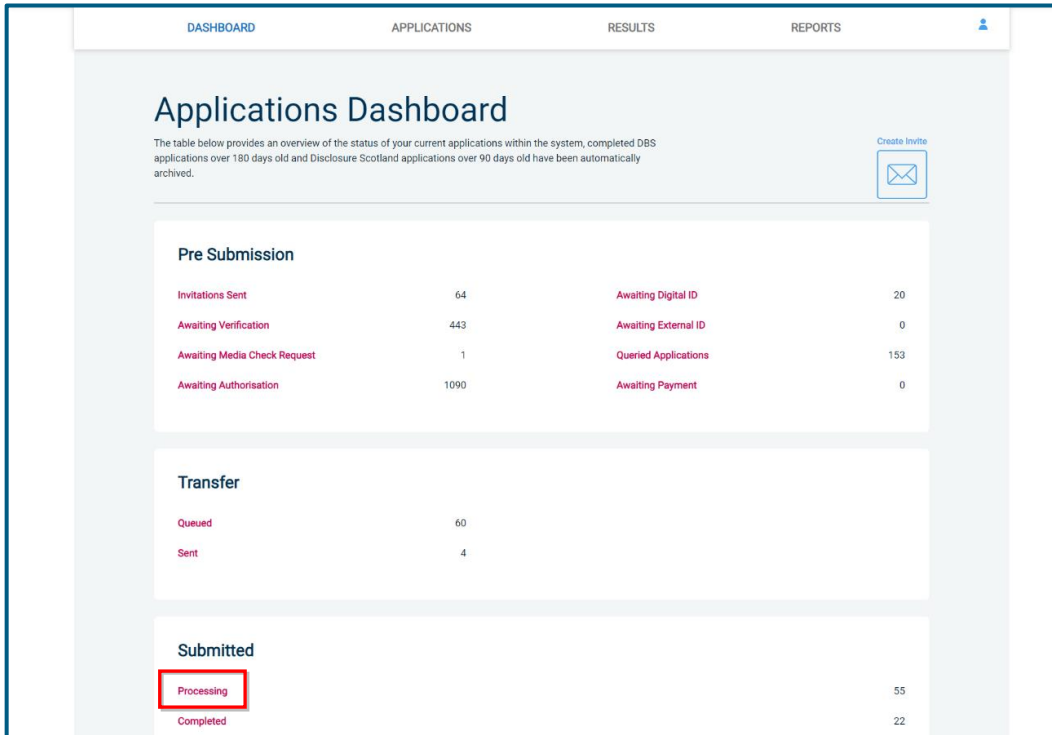 DASHBOARD APPLICATIONS RESULTS REPORTS
Applications Dashboard
The table below provides an overview of the status of your current applications within the system, completed DBS
applications over 180 days old and Disclosure Scotland applications over 90 days old have been automatically
archived.
Create Invite
Pre Submission
Invitations Sent 64 Awaiting Digital ID 20
Awaiting Verification 443 Awaiting External ID 0
Awaiting Media Check Request 1 Queried Applications 153
Awaiting Authorisation 1090 Awaiting Payment 0
Transfer
Queued 60
Sent 4
Submitted
Processing 55
Completed 22